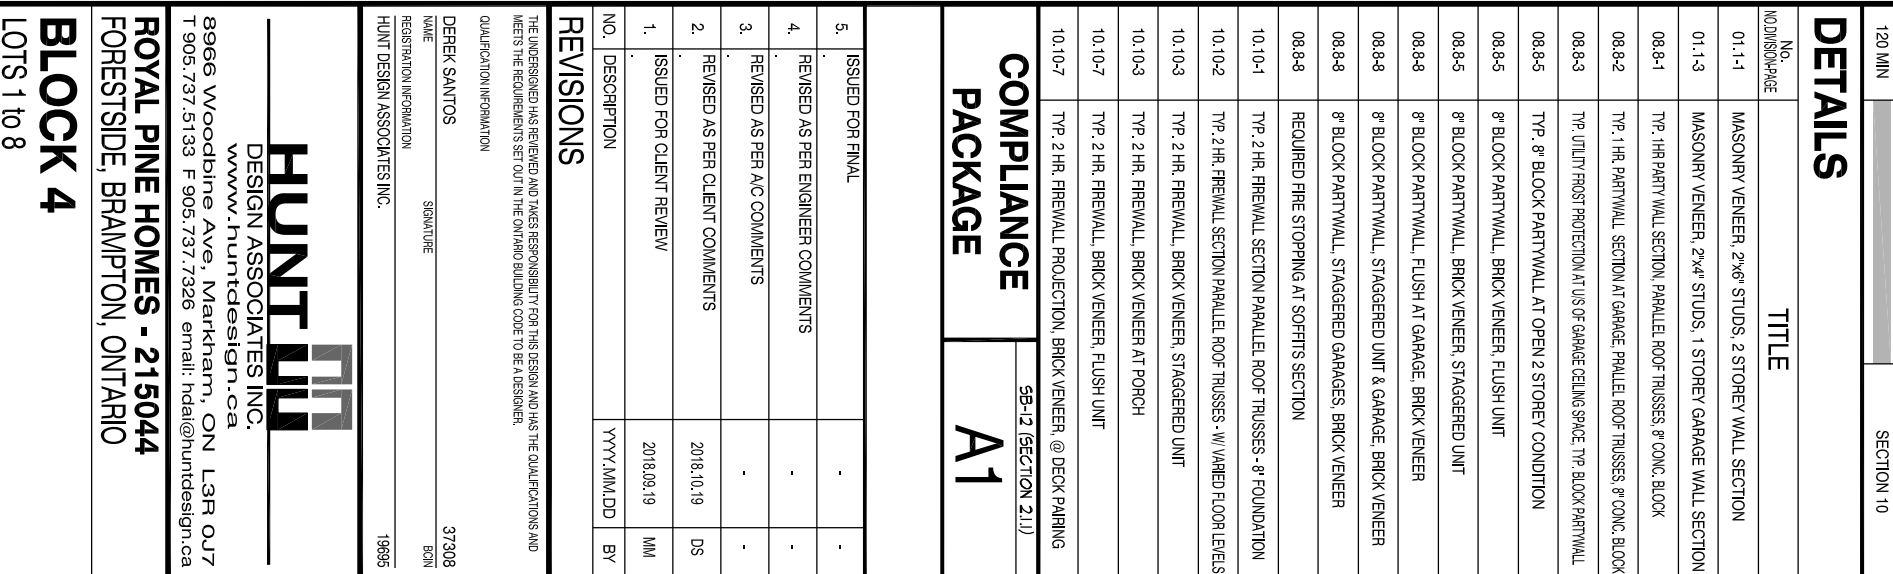 120 MIN SECTION 10
DETAILS
No. TITLE
NO.DIVISION-PAGE
01.1-1 MASONRY VENEER, 2"x6" STUDS, 2 STOREY WALL SECTION
01.1-3 MASONRY VENEER, 2"x4" STUDS, 1 STOREY GARAGE WALL SECTION
08.8-1 TYP. 1HR PARTY WALL SECTION, PARALLEL ROOF TRUSSES, 8" CONC. BLOCK
08.8-2 TYP. 1 HR. PARTYWALL SECTION AT GARAGE, PRALLEL ROOF TRUSSES, 8" CONC. BLOCK
08.8-3 TYP. UTILITY FROST PROTECTION AT U/S OF GARAGE CEILING SPACE, TYP. BLOCK PARTYWALL
08.8-5 TYP. 8" BLOCK PARTYWALL AT OPEN 2 STOREY CONDITION
08.8-5 8" BLOCK PARTYWALL, BRICK VENEER, FLUSH UNIT
08.8-5 8" BLOCK PARTYWALL, BRICK VENEER, STAGGERED UNIT
08.8-8 8" BLOCK PARTYWALL, FLUSH AT GARAGE, BRICK VENEER
08.8-8 8" BLOCK PARTYWALL, STAGGERED UNIT & GARAGE, BRICK VENEER
08.8-8 8" BLOCK PARTYWALL, STAGGERED GARAGES, BRICK VENEER
08.8-8 REQUIRED FIRE STOPPING AT SOFFITS SECTION
10.10-1 TYP. 2 HR. FIREWALL SECTION PARALLEL ROOF TRUSSES - 8' FOUNDATION
10.10-2 TYP. 2 HR. FIREWALL SECTION PARALLEL ROOF TRUSSES - W/ VARIED FLOOR LEVELS
10.10-3 TYP. 2 HR. FIREWALL, BRICK VENEER, STAGGERED UNIT
10.10-3 TYP. 2 HR. FIREWALL, BRICK VENEER AT PORCH
10.10-7 TYP. 2 HR. FIREWALL, BRICK VENEER, FLUSH UNIT
10.10-7 TYP. 2 HR. FIREWALL PROJECTION, BRICK VENEER, @ DECK PAIRING
COMPLIANCE SB-12 (SECTION 2.1.1)
PACKAGE A1
5. ISSUED FOR FINAL - -
4. REVISED AS PER ENGINEER COMMENTS - -
3. REVISED AS PER A/C COMMENTS - -
2. REVISED AS PER CLIENT COMMENTS 2018.10.19 DS
1. ISSUED FOR CLIENT REVIEW 2018.09.19 MM
NO. DESCRIPTION YYYY.MM.DD BY
REVISIONS
THE UNDERSIGNED HAS REVIEWED AND TAKES RESPONSIBILITY FOR THIS DESIGN AND HAS THE QUALIFICATIONS AND
MEETS THE REQUIREMENTS SET OUT IN THE ONTARIO BUILDING CODE TO BE A DESIGNER.
QUALIFICATION INFORMATION
DEREK SANTOS 37308
NAME SIGNATURE BCIN
REGISTRATION INFORMATION
HUNT DESIGN ASSOCIATES INC. 19695
HUNT
DESIGN ASSOCIATES INC.
www.huntdesign.ca
8966 Woodbine Ave, Markham, ON L3R 0J7
T 905.737.5133 F 905.737.7326 email: hdai@huntdesign.ca
ROYAL PINE HOMES - 215044
FORESTSIDE, BRAMPTON, ONTARIO
BLOCK 4
LOTS 1 to 8